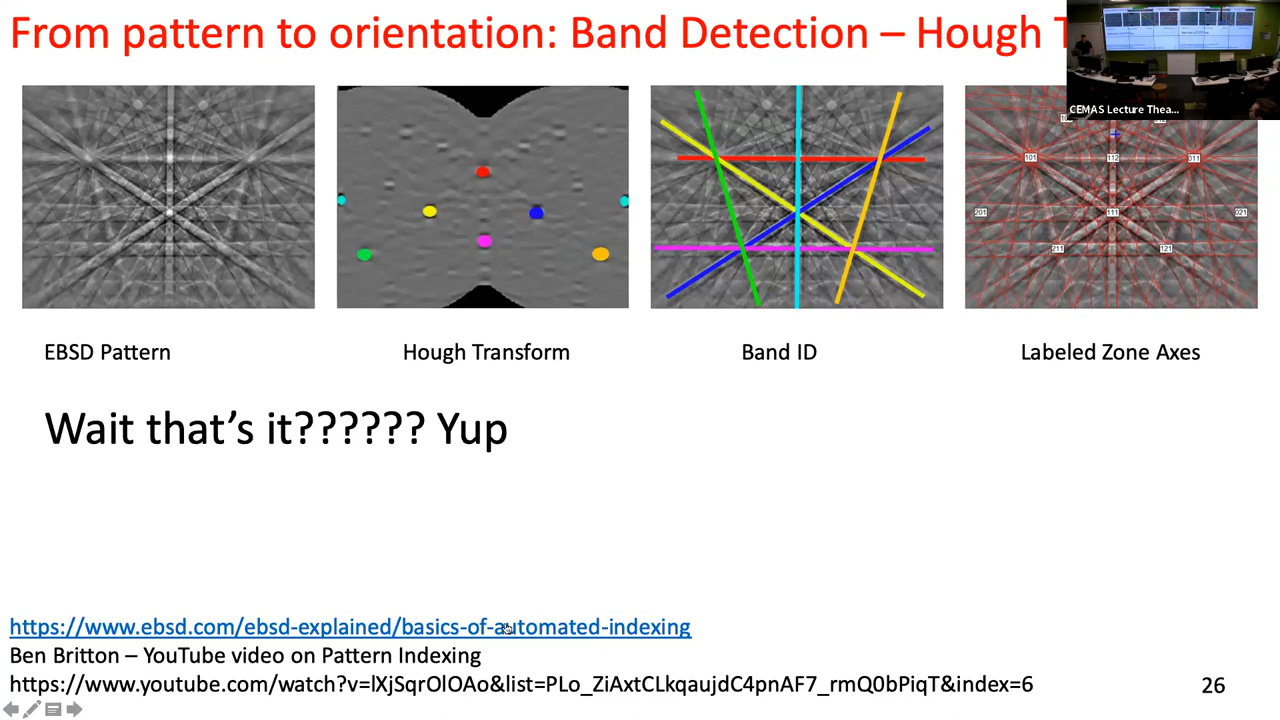 From pattern to orientation: Band Detection – Hough T
CEMAS Lecture Thea...
101
112
011
201
111
021
211
121
EBSD Pattern
Hough Transform
Band ID
Labeled Zone Axes
Wait that's it?????? Yup
https://www.ebsd.com/ebsd-explained/basics-of-automated-indexing
Ben Britton – YouTube video on Pattern Indexing
https://www.youtube.com/watch?v=lXjSqrOlOAo&list=PLo_ZiAxtCLkqaujdC4pnAF7_rmQ0bPiqT&index=6
26